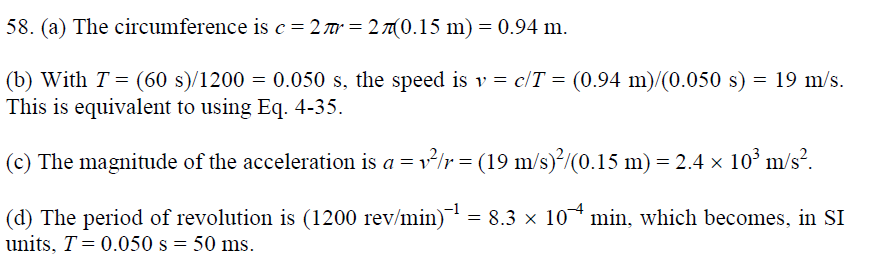 58. (a) The circumference is c = 2πr = 2π(0.15 m) = 0.94 m.
(b) With T = (60 s)/1200 = 0.050 s, the speed is v = c/T = (0.94 m)/(0.050 s) = 19 m/s.
This is equivalent to using Eq. 4-35.
(c) The magnitude of the acceleration is a = v²/r = (19 m/s)²/(0.15 m) = 2.4 × 10³ m/s².
(d) The period of revolution is (1200 rev/min)⁻¹ = 8.3 × 10⁻⁴ min, which becomes, in SI
units, T = 0.050 s = 50 ms.